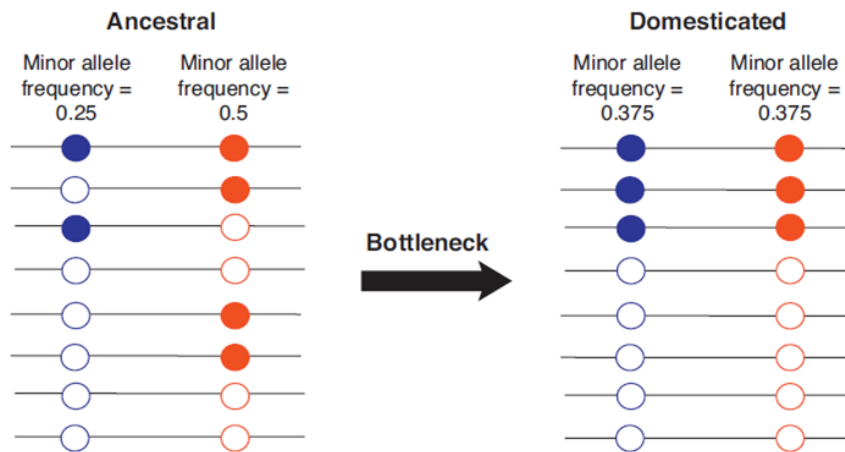 Ancestral
Minor allele
frequency =
0.25
Minor allele
frequency =
0.5
Bottleneck
Domesticated
Minor allele
frequency =
0.375
Minor allele
frequency =
0.375